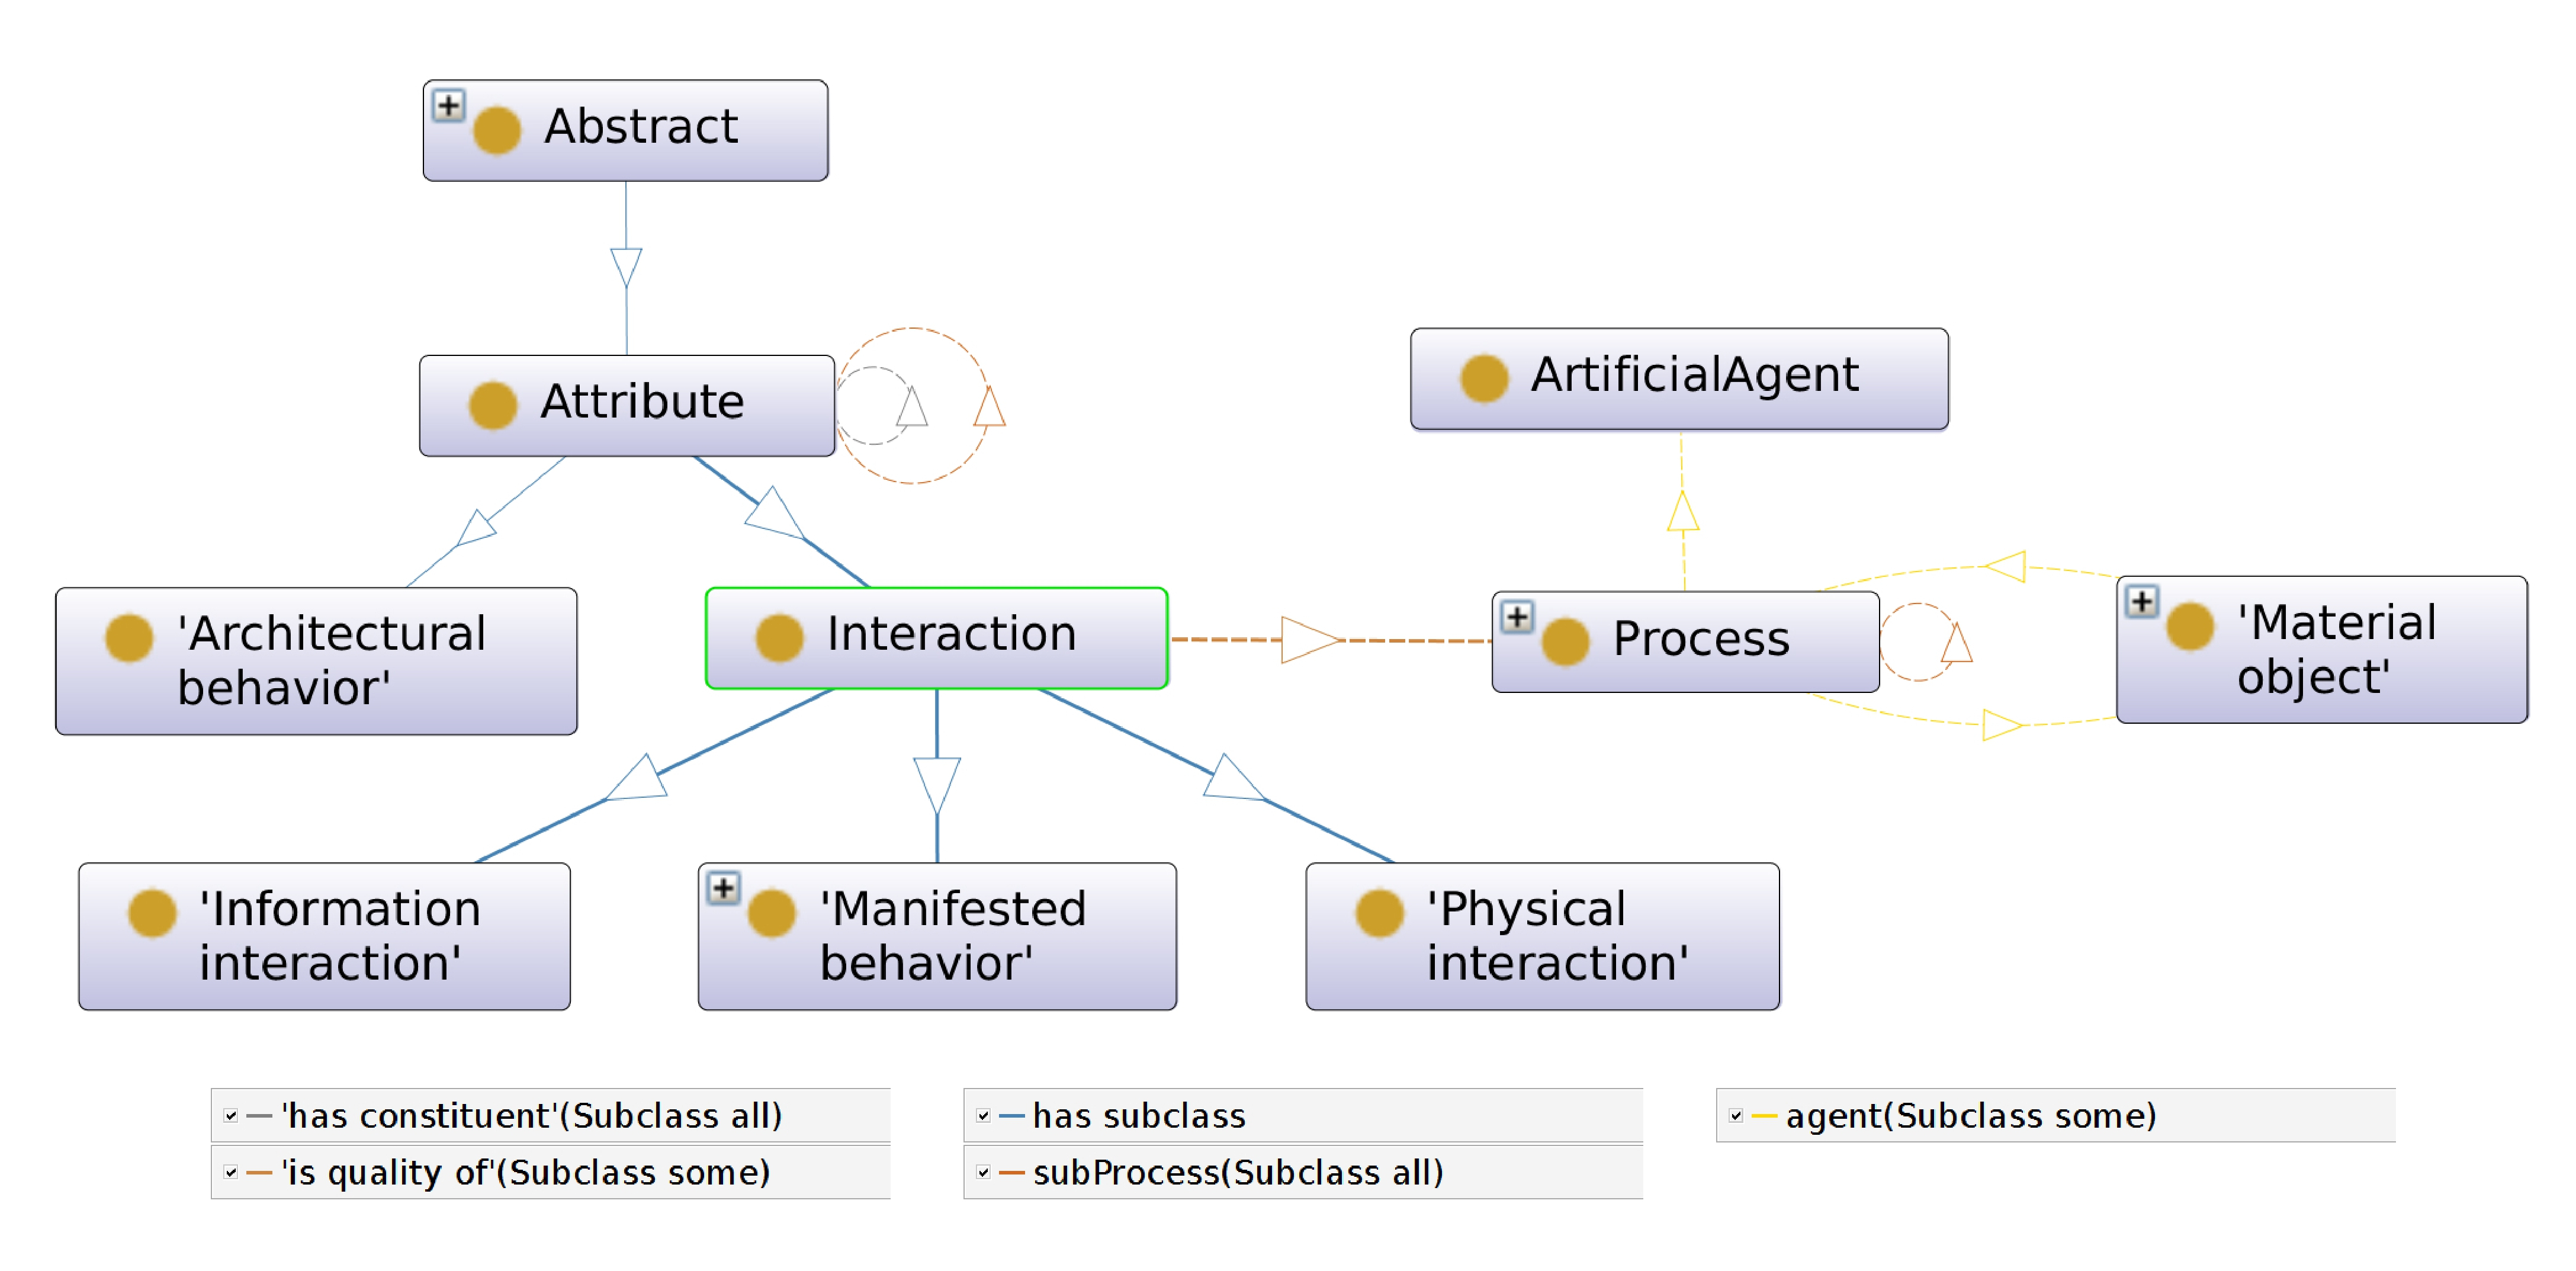 Abstract
Attribute
ArtificialAgent
'Architectural
behavior'
Interaction
Process
'Material
object'
'Information
interaction'
'Manifested
behavior'
'Physical
interaction'
'has constituent'(Subclass all)
has subclass
agent(Subclass some)
'is quality of'(Subclass some)
subProcess(Subclass all)